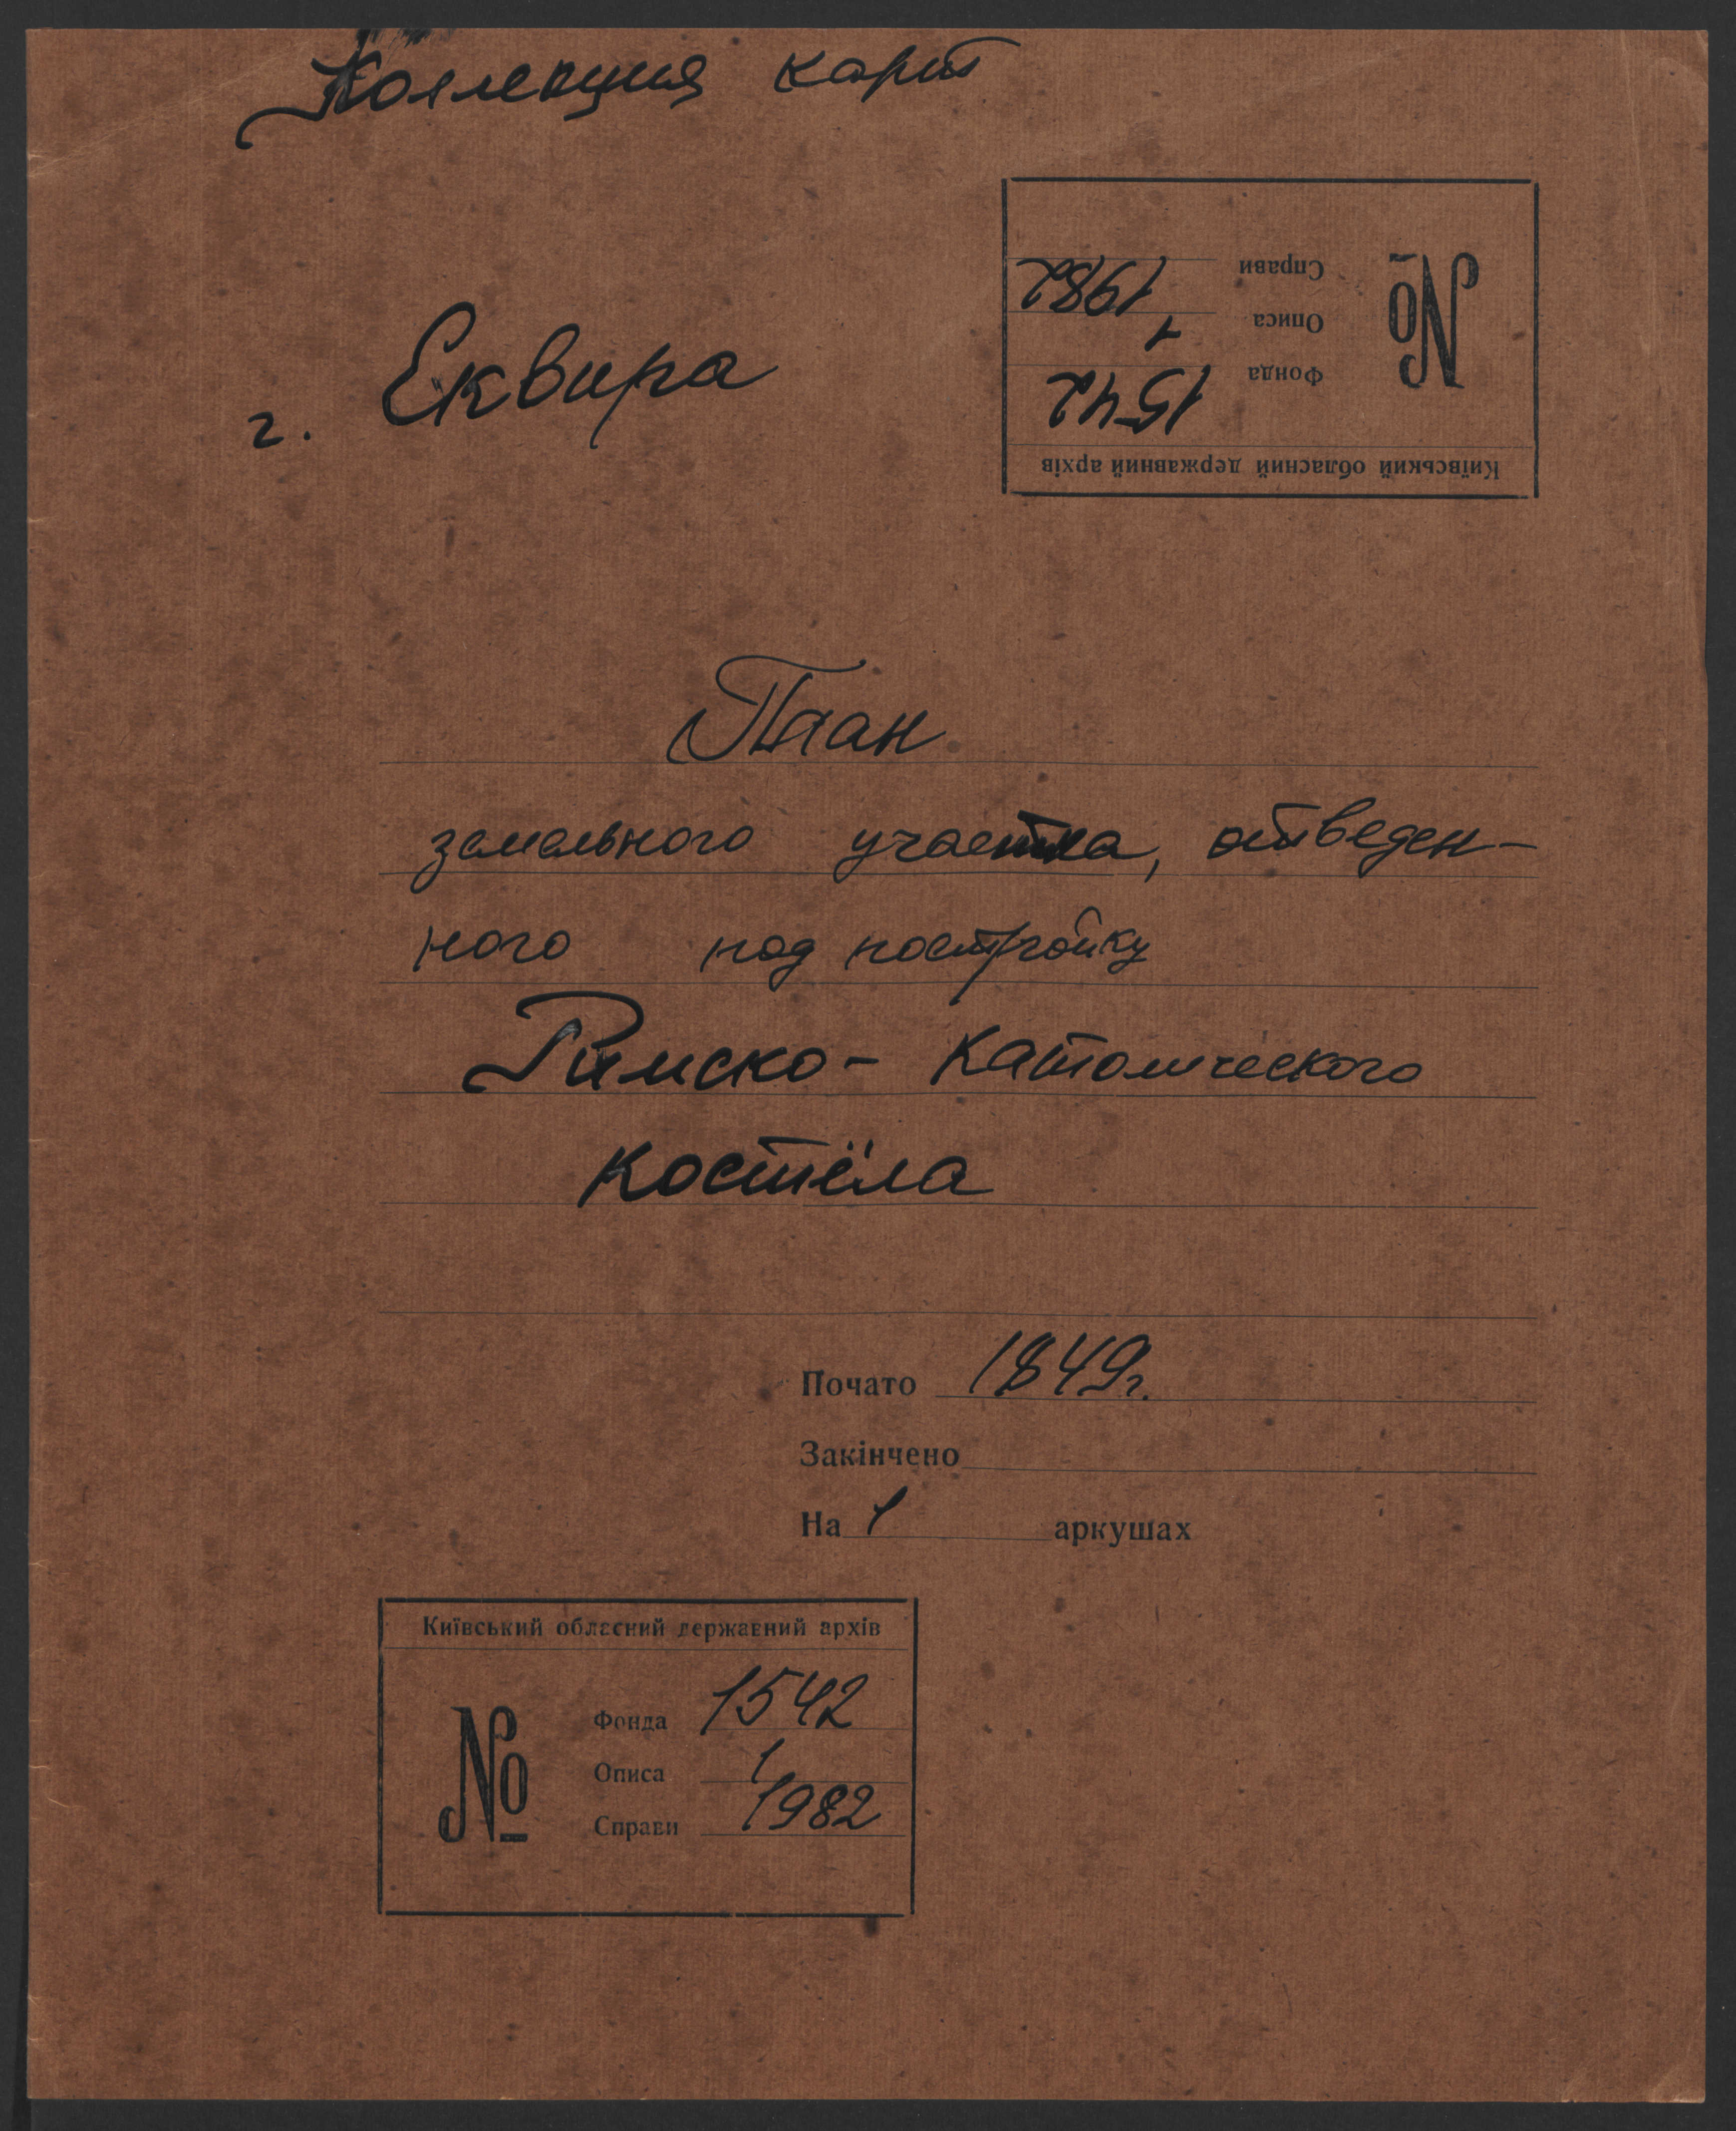 Коллекция карт
Київський обласний державний архів
№
Фонда 1542
Описа 1
Справи 1982
г. Сквира
План
земельного участка, отведен-
ного под постройку
Римско- Католического
костёла
Почато 1849г.
Закінчено
На 1 аркушах
Київський обласний державний архів
№
Фонда 1542
Описа 1
Справи 1982